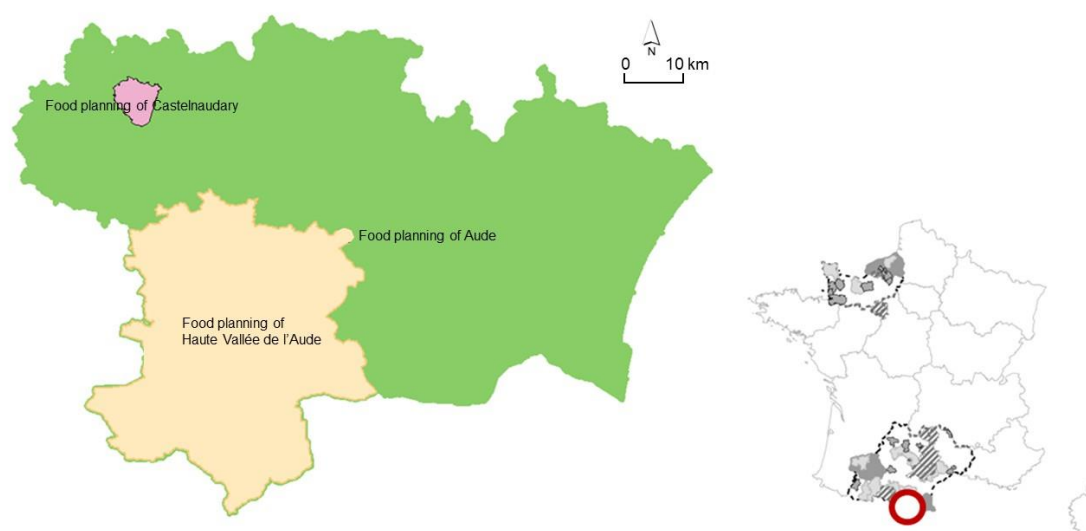 N
0 10 km
Food planning of Castelnaudary
Food planning of Aude
Food planning of
Haute Vallée de l'Aude